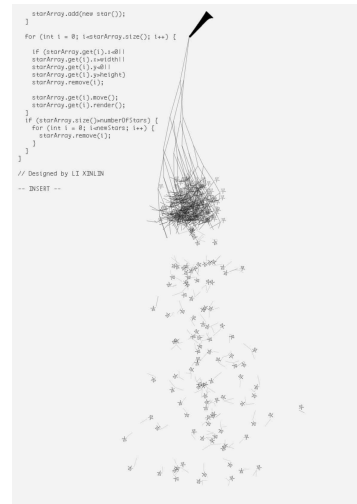 starArray.add(new star());
}
for (int i = 0; i<starArray.size(); i++) {
if (starArray.get(i).x<0||
starArray.get(i).x>width||
starArray.get(i).y<0||
starArray.get(i).y>height)
starArray.remove(i);
starArray.get(i).move();
starArray.get(i).render();
}
if (starArray.size()>numberOfStars) {
for (int i = 0; i<newStars; i++) {
starArray.remove(i);
}
}
}
// Designed by LI XINLIN
-- INSERT --